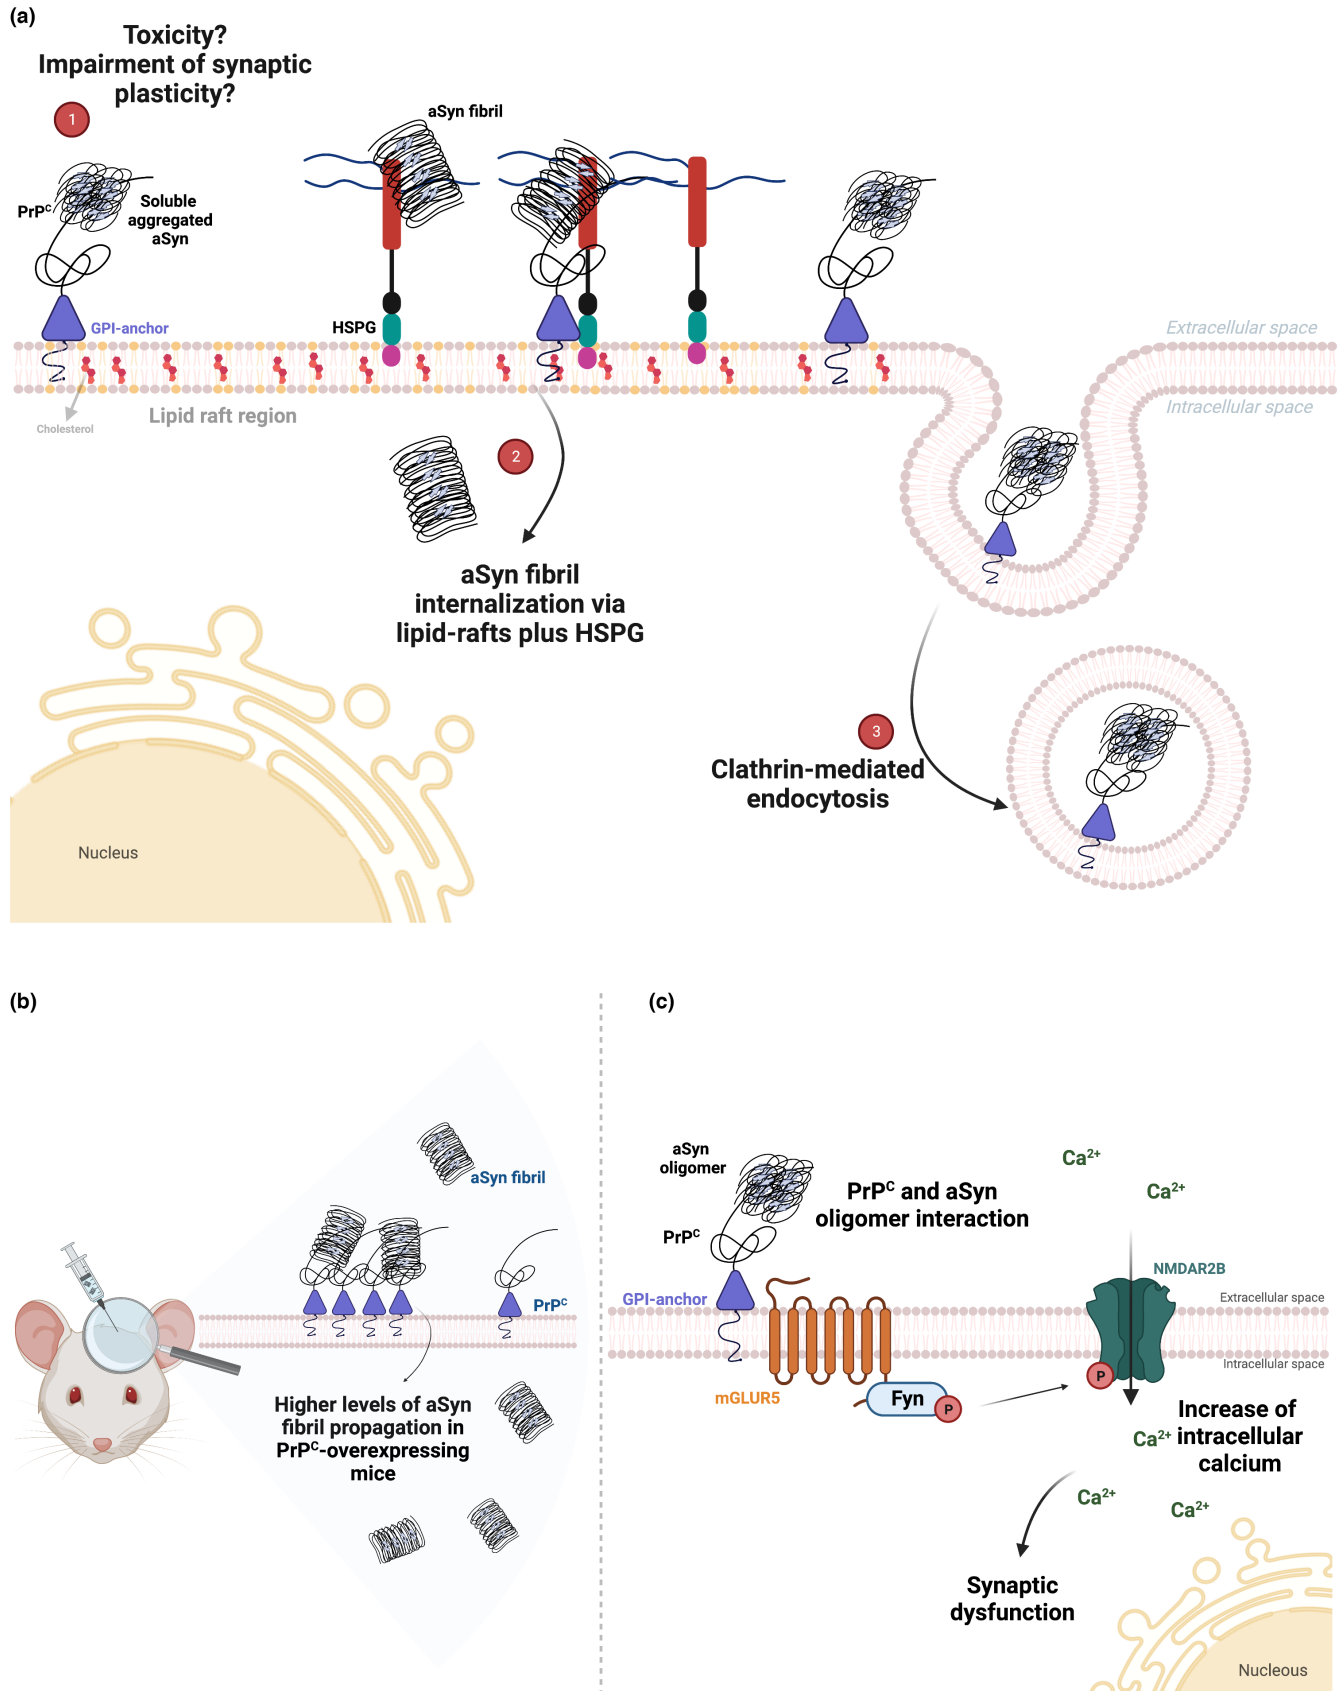 (a)
Toxicity?
Impairment of synaptic
plasticity?
1
aSyn fibril
PrPᶜ
Soluble
aggregated
aSyn
GPI-anchor
HSPG
Extracellular space
Intracellular space
Cholesterol
Lipid raft region
2
aSyn fibril
internalization via
lipid-rafts plus HSPG
3
Clathrin-mediated
endocytosis
Nucleus
(b)
aSyn fibril
PrPᶜ
Higher levels of aSyn
fibril propagation in
PrPᶜ-overexpressing
mice
(c)
aSyn
oligomer
PrPᶜ and aSyn
oligomer interaction
PrPᶜ
GPI-anchor
mGLUR5
Fyn
P
Ca²⁺
Ca²⁺
NMDAR2B
Extracellular space
Intracellular space
P
Increase of
intracellular
calcium
Ca²⁺
Ca²⁺
Ca²⁺
Synaptic
dysfunction
Nucleous